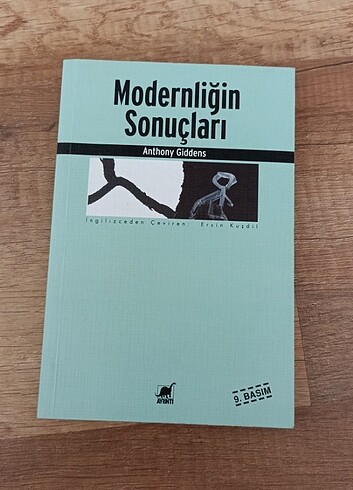 Modernliğin
Sonuçları
Anthony Giddens
İngilizceden Çeviren: Ersin Kuşdil
AYRINTI
9. BASIM